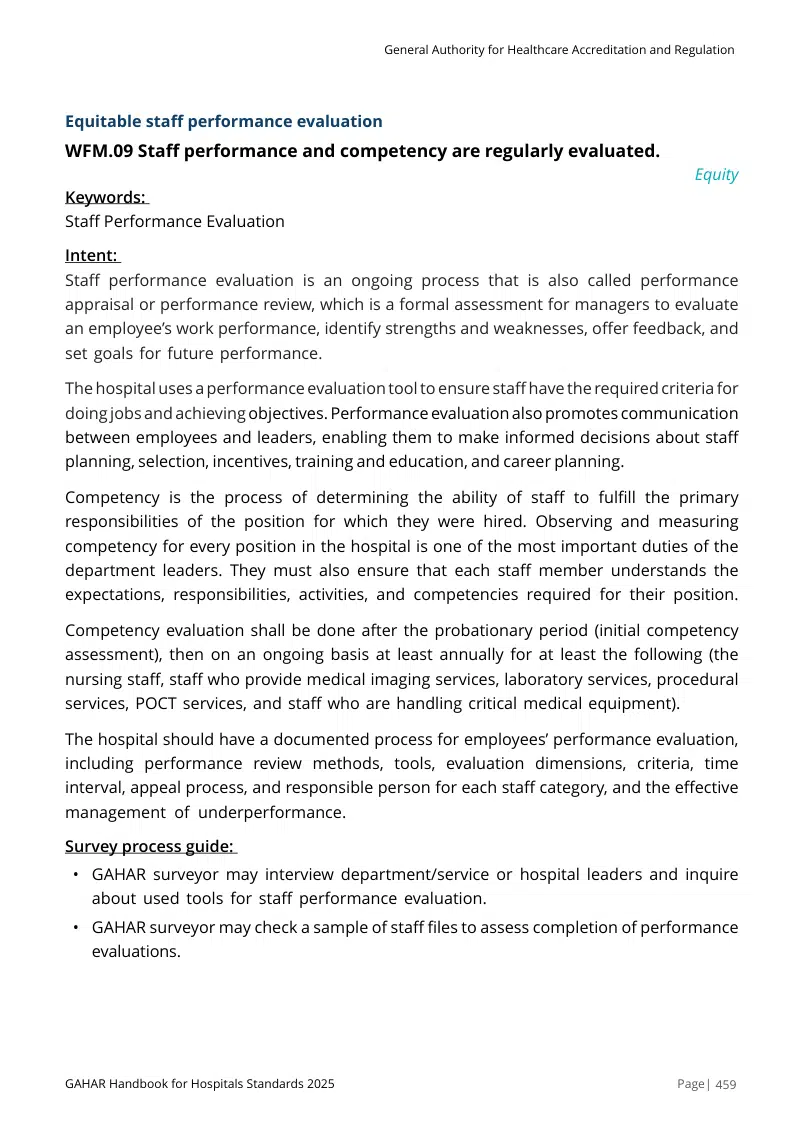 General Authority for Healthcare Accreditation and Regulation
Equitable staff performance evaluation
WFM.09 Staff performance and competency are regularly evaluated.
Equity
Keywords:
Staff Performance Evaluation
Intent:
Staff performance evaluation is an ongoing process that is also called performance
appraisal or performance review, which is a formal assessment for managers to evaluate
an employee’s work performance, identify strengths and weaknesses, offer feedback, and
set goals for future performance.
The hospital uses a performance evaluation tool to ensure staff have the required criteria for
doing jobs and achieving objectives. Performance evaluation also promotes communication
between employees and leaders, enabling them to make informed decisions about staff
planning, selection, incentives, training and education, and career planning.
Competency is the process of determining the ability of staff to fulfill the primary
responsibilities of the position for which they were hired. Observing and measuring
competency for every position in the hospital is one of the most important duties of the
department leaders. They must also ensure that each staff member understands the
expectations, responsibilities, activities, and competencies required for their position.
Competency evaluation shall be done after the probationary period (initial competency
assessment), then on an ongoing basis at least annually for at least the following (the
nursing staff, staff who provide medical imaging services, laboratory services, procedural
services, POCT services, and staff who are handling critical medical equipment).
The hospital should have a documented process for employees’ performance evaluation,
including performance review methods, tools, evaluation dimensions, criteria, time
interval, appeal process, and responsible person for each staff category, and the effective
management of underperformance.
Survey process guide:
• GAHAR surveyor may interview department/service or hospital leaders and inquire
about used tools for staff performance evaluation.
• GAHAR surveyor may check a sample of staff files to assess completion of performance
evaluations.
GAHAR Handbook for Hospitals Standards 2025
Page| 459